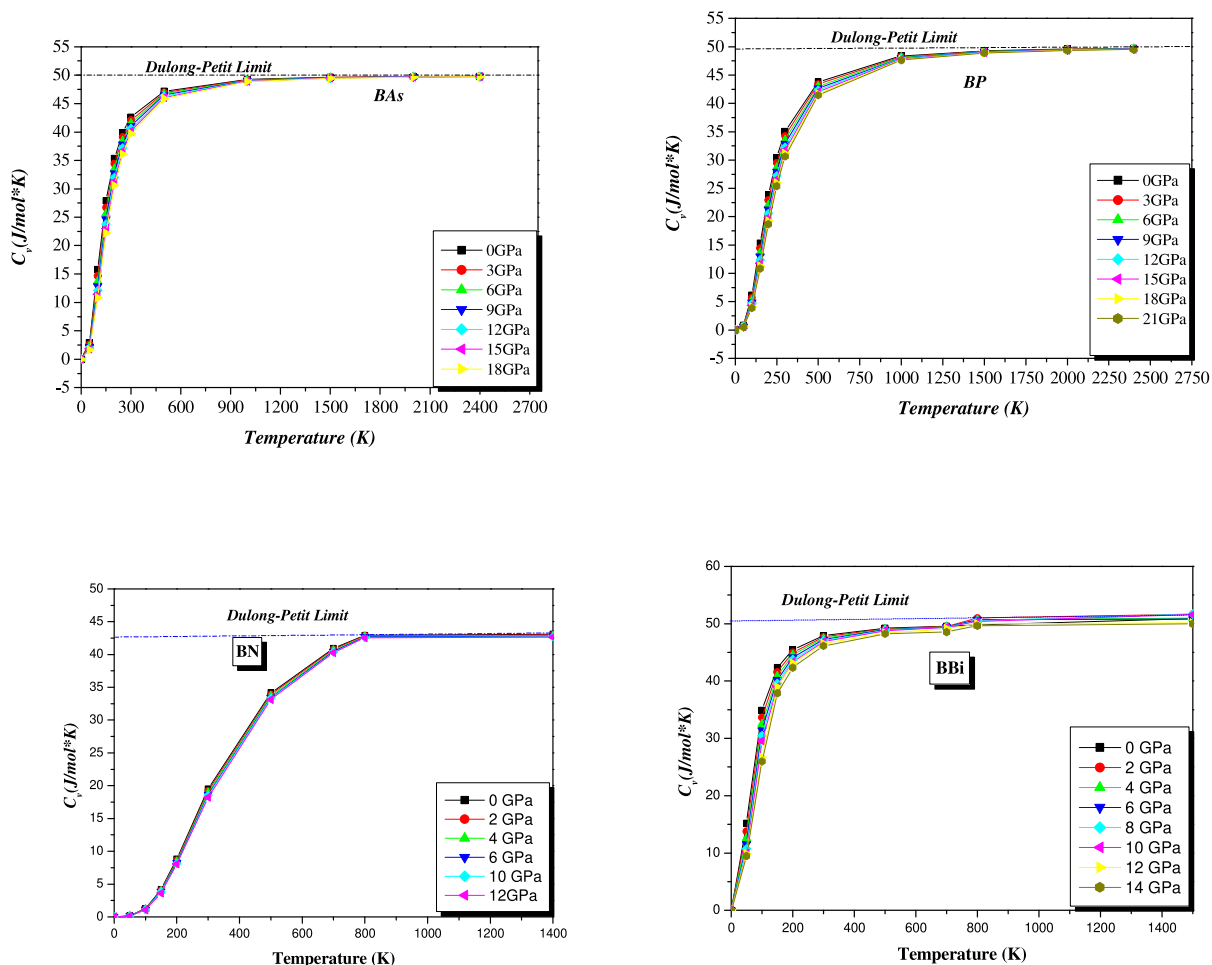 55
50
45
40
35
30
25
20
15
10
5
0
-5
Dulong-Petit Limit
BAs
C_v(J/mol*K)
0GPa
3GPa
6GPa
9GPa
12GPa
15GPa
18GPa
0 300 600 900 1200 1500 1800 2100 2400 2700
Temperature (K)
55
50
45
40
35
30
25
20
15
10
5
0
-5
Dulong-Petit Limit
BP
C_v(J/mol*K)
0GPa
3GPa
6GPa
9GPa
12GPa
15GPa
18GPa
21GPa
0 250 500 750 1000 1250 1500 1750 2000 2250 2500 2750
Temperature (K)
50
45
40
35
30
25
20
15
10
5
0
Dulong-Petit Limit
BN
C_v(J/mol*K)
0 GPa
2 GPa
4 GPa
6 GPa
10 GPa
12GPa
0 200 400 600 800 1000 1200 1400
Temperature (K)
60
50
40
30
20
10
0
Dulong-Petit Limit
BBi
C_v(J/mol*K)
0 GPa
2 GPa
4 GPa
6 GPa
8 GPa
10 GPa
12 GPa
14 GPa
0 200 400 600 800 1000 1200 1400
Temperature (K)